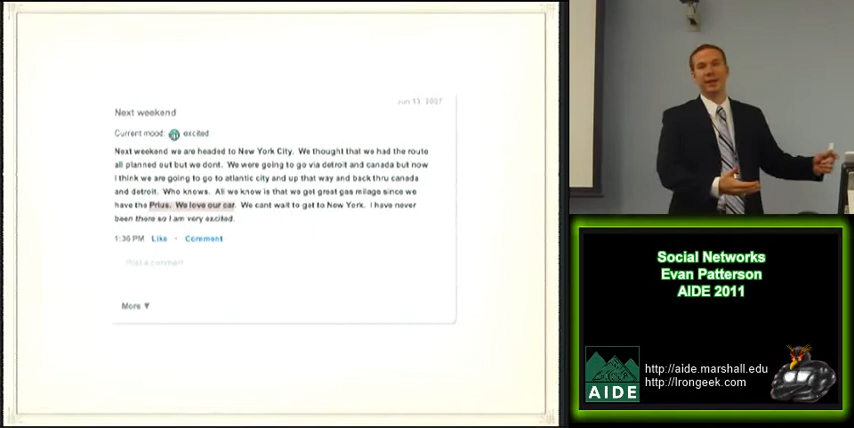 Jun 13, 2007
Next weekend
Current mood: excited
Next weekend we are headed to New York City. We thought that we had the route
all planned out but we dont. We were going to go via detroit and canada but now
I think we are going to go to atlantic city and up that way and back thru canada
and detroit. Who knows. All we know is that we get great gas milage since we
have the Prius. We love our car. We cant wait to get to New York. I have never
been there so I am very excited.
1:36 PM Like · Comment
Post a comment
More ▼
Social Networks
Evan Patterson
AIDE 2011
AIDE
http://aide.marshall.edu
http://Irongeek.com